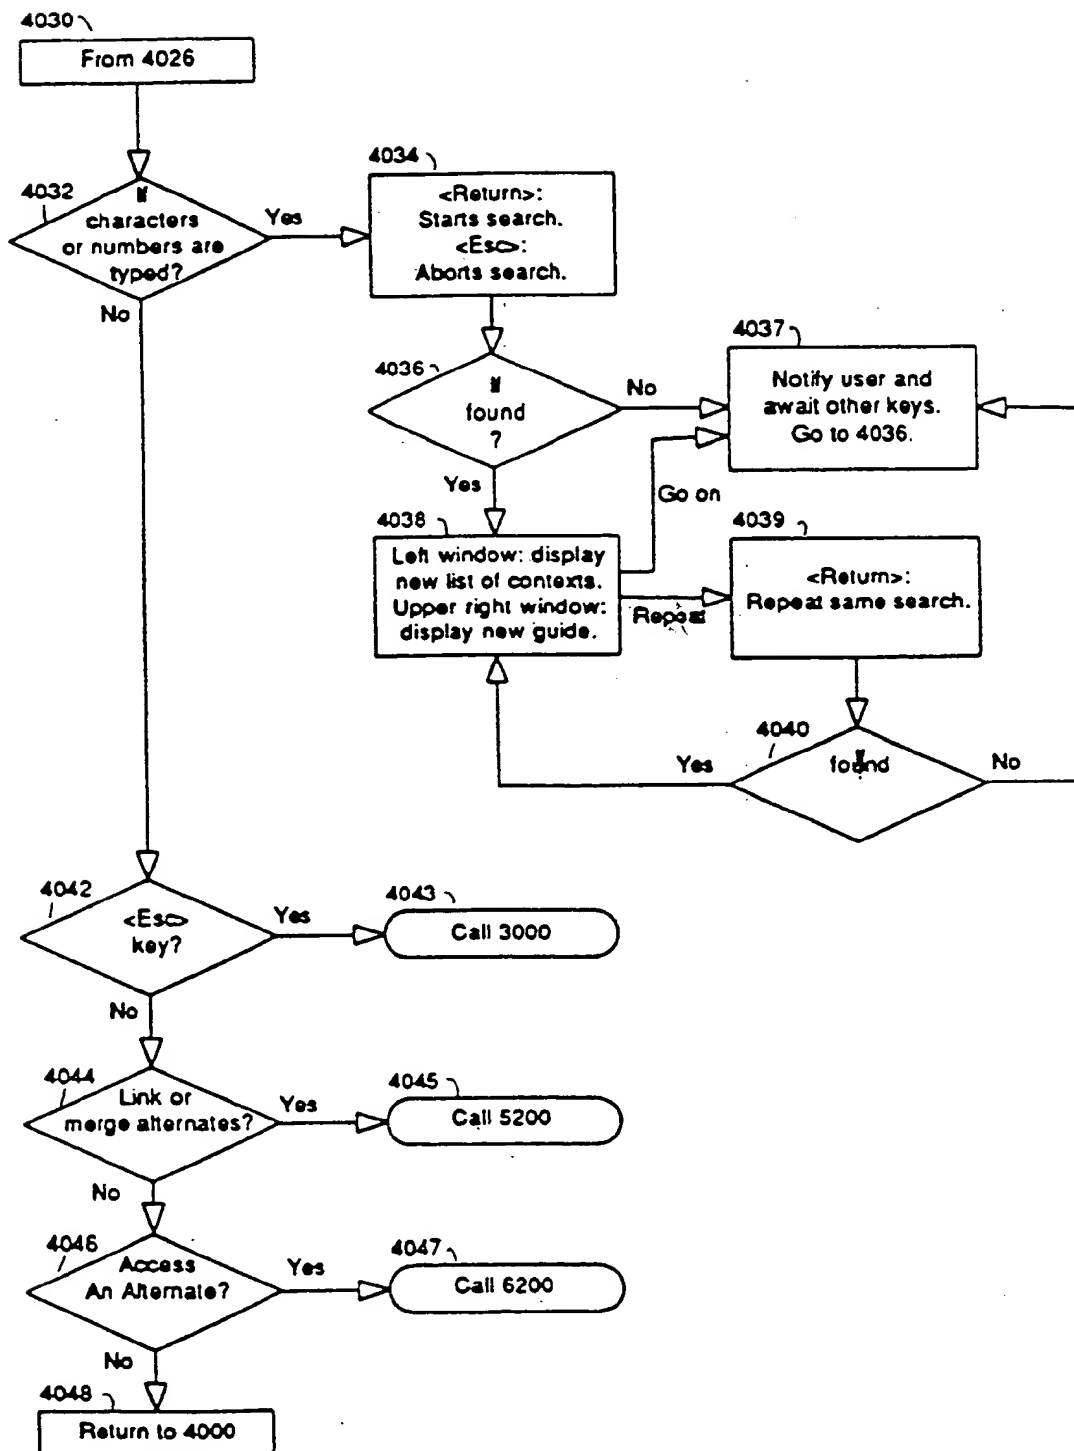 4030
From 4026
4032
If
characters
or numbers are
typed?
Yes
No
4034
<Return>:
Starts search.
<Esc>:
Aborts search.
4036
If
found
?
No
Yes
4037
Notify user and
await other keys.
Go to 4036.
Go on
4038
Left window: display
new list of contexts.
Upper right window:
display new guide.
Repeat
4039
<Return>:
Repeat same search.
4040
If
found
Yes
No
4042
<Esc>
key?
Yes
No
4043
Call 3000
4044
Link or
merge alternates?
Yes
No
4045
Call 5200
4046
Access
An Alternate?
Yes
No
4047
Call 6200
4048
Return to 4000